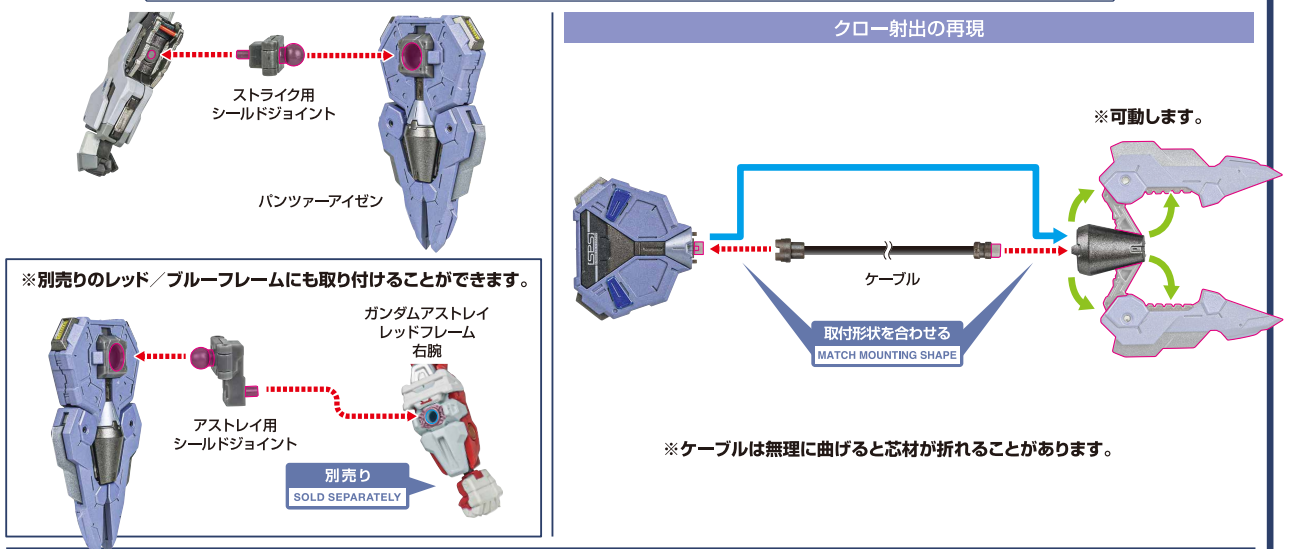 ストライク用
シールドジョイント
パンツァーアイゼン
※別売りのレッド／ブルーフレームにも取り付けることができます。
ガンダムアストレイ
レッドフレーム
右腕
アストレイ用
シールドジョイント
別売り
SOLD SEPARATELY
クロー射出の再現
※可動します。
ケーブル
取付形状を合わせる
MATCH MOUNTING SHAPE
※ケーブルは無理に曲げると芯材が折れることがあります。